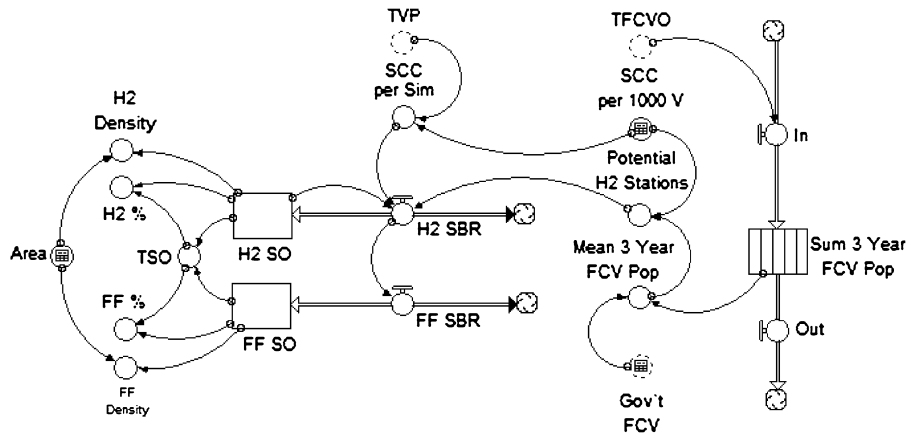 TVP
TFCVO
SCC
per Sim
SCC
per 1000 V
H2
Density
In
Potential
H2 Stations
H2 %
H2 SBR
Area
TSO
H2 SO
Mean 3 Year
FCV Pop
Sum 3 Year
FCV Pop
FF %
FF SBR
Out
FF SO
FF
Density
Gov't
FCV